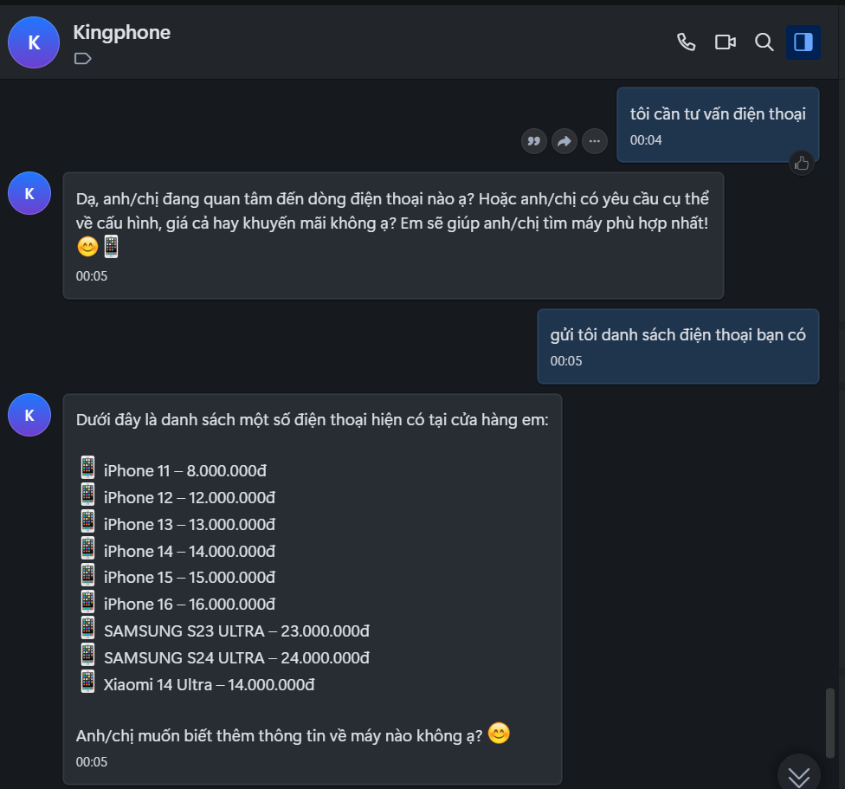 K
Kingphone
tôi cần tư vấn điện thoại
00:04
K
Dạ, anh/chị đang quan tâm đến dòng điện thoại nào ạ? Hoặc anh/chị có yêu cầu cụ thể
về cấu hình, giá cả hay khuyến mãi không ạ? Em sẽ giúp anh/chị tìm máy phù hợp nhất!
😊📱
00:05
gửi tôi danh sách điện thoại bạn có
00:05
K
Dưới đây là danh sách một số điện thoại hiện có tại cửa hàng em:
📱 iPhone 11 – 8.000.000đ
📱 iPhone 12 – 12.000.000đ
📱 iPhone 13 – 13.000.000đ
📱 iPhone 14 – 14.000.000đ
📱 iPhone 15 – 15.000.000đ
📱 iPhone 16 – 16.000.000đ
📱 SAMSUNG S23 ULTRA – 23.000.000đ
📱 SAMSUNG S24 ULTRA – 24.000.000đ
📱 Xiaomi 14 Ultra – 14.000.000đ
Anh/chị muốn biết thêm thông tin về máy nào không ạ? 😊
00:05